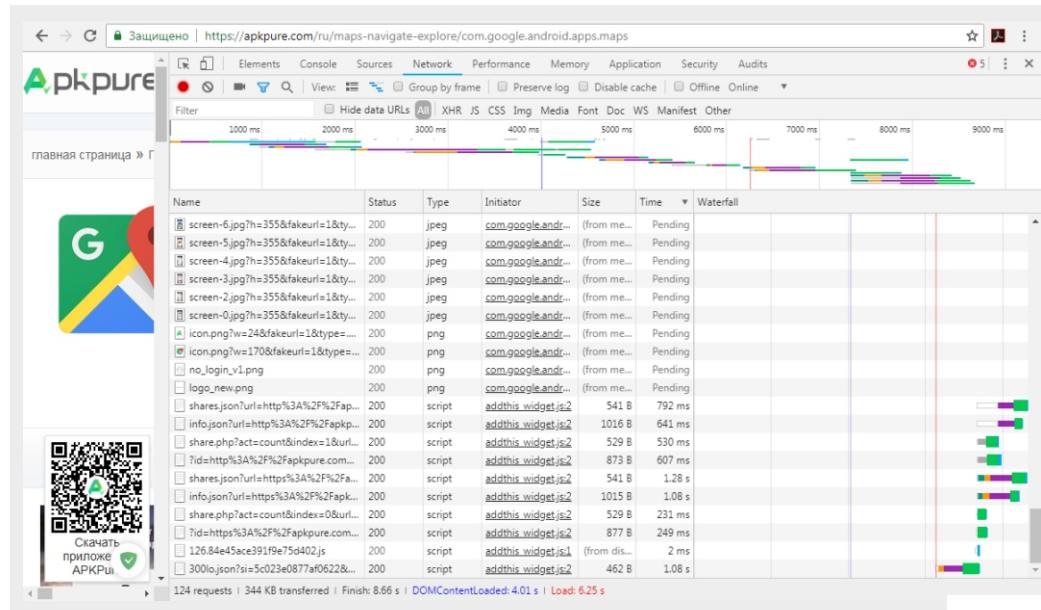 Защищено | https://apkpure.com/ru/maps-navigate-explore/com.google.android.apps.maps
Apkpure
главная страница »
G
Скачать
приложе
APKPu
Elements Console Sources Network Performance Memory Application Security Audits 5
View: Group by frame Preserve log Disable cache Offline Online
Filter Hide data URLs All XHR JS CSS Img Media Font Doc WS Manifest Other
1000 ms 2000 ms 3000 ms 4000 ms 5000 ms 6000 ms 7000 ms 8000 ms 9000 ms
Name Status Type Initiator Size Time Waterfall
screen-6.jpg?h=355&fakeurl=1&ty... 200 jpeg com.google.andr... (from me... Pending
screen-5.jpg?h=355&fakeurl=1&ty... 200 jpeg com.google.andr... (from me... Pending
screen-4.jpg?h=355&fakeurl=1&ty... 200 jpeg com.google.andr... (from me... Pending
screen-3.jpg?h=355&fakeurl=1&ty... 200 jpeg com.google.andr... (from me... Pending
screen-2.jpg?h=355&fakeurl=1&ty... 200 jpeg com.google.andr... (from me... Pending
screen-0.jpg?h=355&fakeurl=1&ty... 200 jpeg com.google.andr... (from me... Pending
icon.png?w=24&fakeurl=1&type=.... 200 png com.google.andr... (from me... Pending
icon.png?w=170&fakeurl=1&type=... 200 png com.google.andr... (from me... Pending
no_login_v1.png 200 png com.google.andr... (from me... Pending
logo_new.png 200 png com.google.andr... (from me... Pending
shares.json?url=http%3A%2F%2Fap... 200 script addthis_widget.js:2 541 B 792 ms
info.json?url=http%3A%2F%2Fapkp... 200 script addthis_widget.js:2 1016 B 641 ms
share.php?act=count&index=1&url... 200 script addthis_widget.js:2 529 B 530 ms
?id=http%3A%2F%2Fapkpure.com... 200 script addthis_widget.js:2 873 B 607 ms
shares.json?url=https%3A%2F%2Fap... 200 script addthis_widget.js:2 541 B 1.28 s
info.json?url=https%3A%2F%2Fapk... 200 script addthis_widget.js:2 1015 B 1.08 s
share.php?act=count&index=0&url... 200 script addthis_widget.js:2 529 B 231 ms
?id=https%3A%2F%2Fapkpure.com... 200 script addthis_widget.js:2 877 B 249 ms
126.84e45ace391f9e75d402.js 200 script addthis_widget.js:1 (from dis... 2 ms
300lo.json?si=5c023e0877af0622&... 200 script addthis_widget.js:2 462 B 1.08 s
124 requests | 344 KB transferred | Finish: 8.66 s | DOMContentLoaded: 4.01 s | Load: 6.25 s